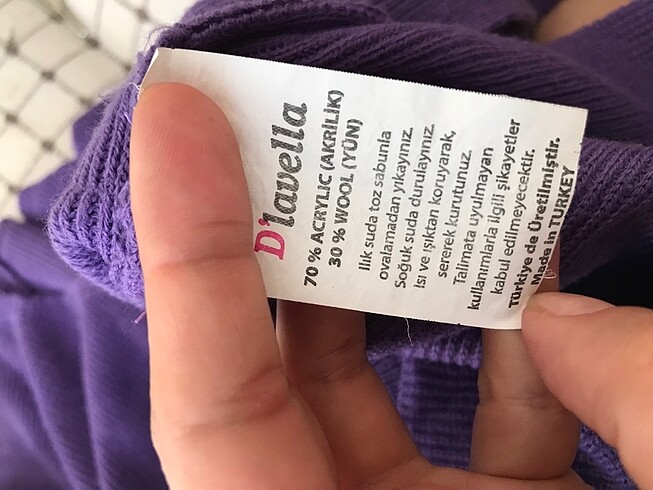 D'lavella
70 % ACRYLIC (AKRİLİK)
30 % WOOL (YÜN)
Ilık suda toz sabunla
ovalamadan yıkayınız.
Soğuk suda durulayınız.
Isı ve ışıktan koruyarak,
sererek kurutunuz.
Talimata uyulmayan
kullanımlarla ilgili şikayetler
kabul edilmeyecektir.
Türkiye de Üretilmiştir.
Made in TURKEY